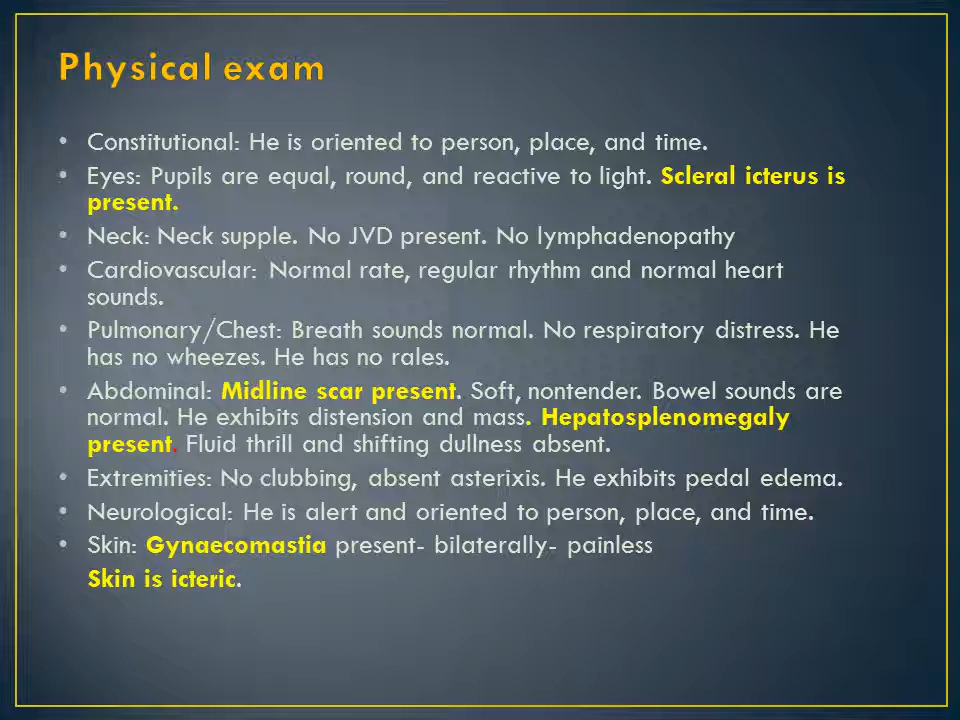 Physical exam
• Constitutional: He is oriented to person, place, and time.
• Eyes: Pupils are equal, round, and reactive to light. Scleral icterus is
present.
• Neck: Neck supple. No JVD present. No lymphadenopathy
• Cardiovascular: Normal rate, regular rhythm and normal heart
sounds.
• Pulmonary/Chest: Breath sounds normal. No respiratory distress. He
has no wheezes. He has no rales.
• Abdominal: Midline scar present. Soft, nontender. Bowel sounds are
normal. He exhibits distension and mass. Hepatosplenomegaly
present. Fluid thrill and shifting dullness absent.
• Extremities: No clubbing, absent asterixis. He exhibits pedal edema.
• Neurological: He is alert and oriented to person, place, and time.
• Skin: Gynaecomastia present- bilaterally- painless
Skin is icteric.